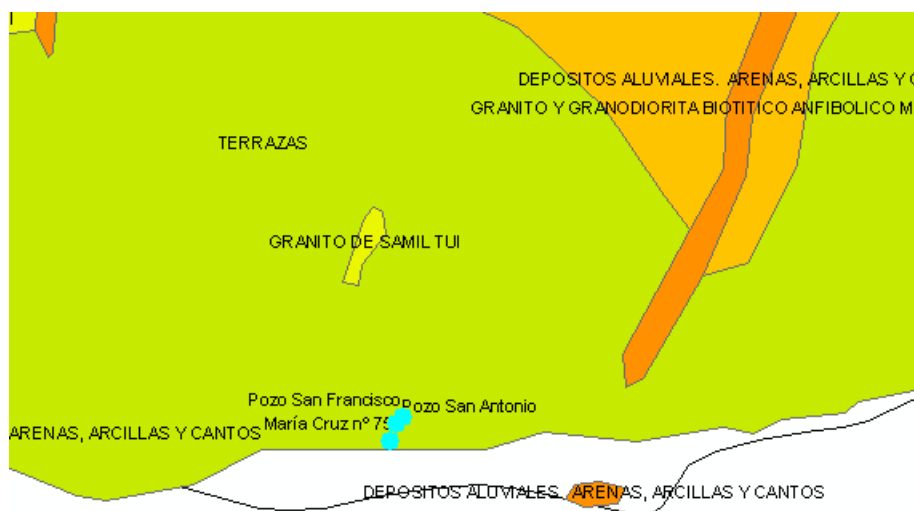 DEPOSITOS ALUVIALES. ARENAS, ARCILLAS Y
GRANITO Y GRANODIORITA BIOTITICO ANFIBOLICO
TERRAZAS
GRANITO DE SAMIL TUI
Pozo San Francisco
Pozo San Antonio
María Cruz nº 75
ARENAS, ARCILLAS Y CANTOS
DEPOSITOS ALUVIALES. ARENAS, ARCILLAS Y CANTOS